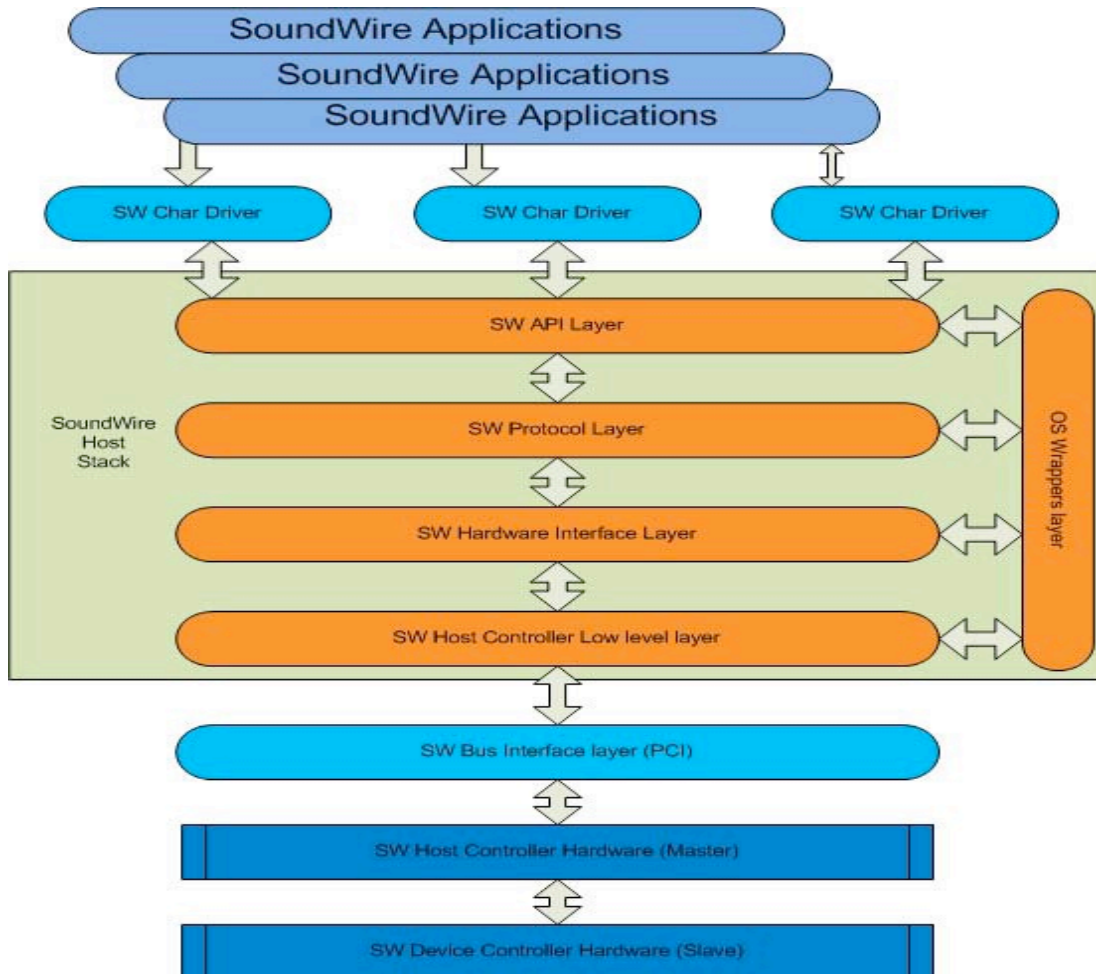 SoundWire Applications
SoundWire Applications
SoundWire Applications
SW Char Driver
SW Char Driver
SW Char Driver
SW API Layer
SoundWire
Host
Stack
SW Protocol Layer
SW Hardware Interface Layer
SW Host Controller Low level layer
OS Wrappers layer
SW Bus Interface layer (PCI)
SW Host Controller Hardware (Master)
SW Device Controller Hardware (Slave)